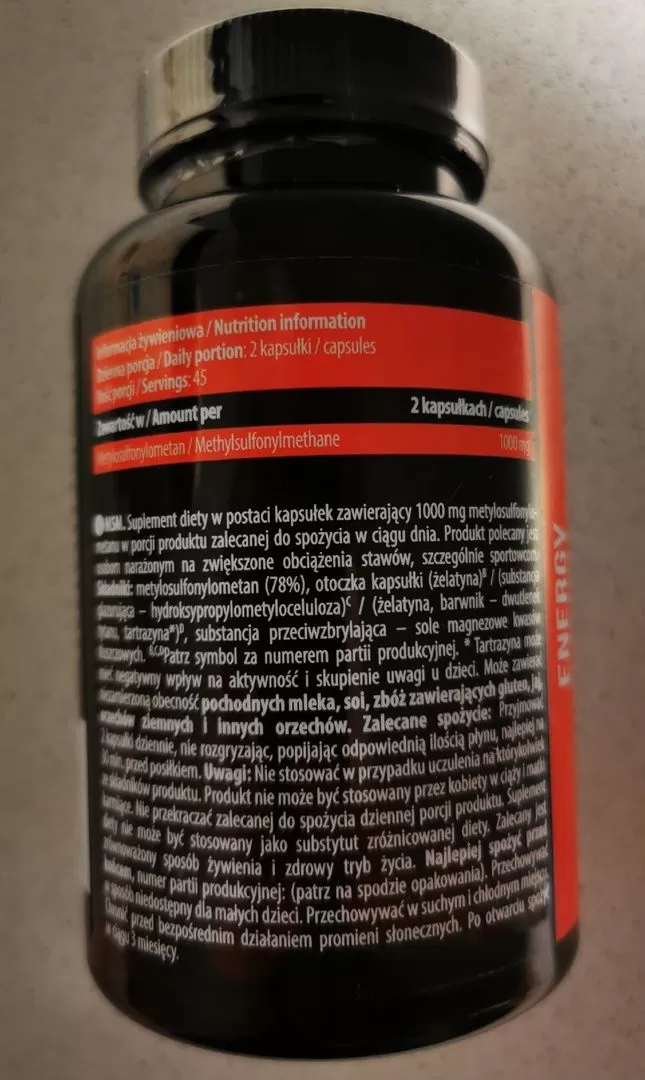 Informacja żywieniowa / Nutrition information
Dzienna porcja / Daily portion: 2 kapsułki / capsules
Ilość porcji / Servings: 45
Zawartość w / Amount per 2 kapsułkach / capsules
Metylosulfonylometan / Methylsulfonylmethane 1000 mg
MSM. Suplement diety w postaci kapsułek zawierający 1000 mg metylosulfonylo-
metanu w porcji produktu zalecanej do spożycia w ciągu dnia. Produkt polecany jest
osobom narażonym na zwiększone obciążenia stawów, szczególnie sportowcom.
Składniki: metylosulfonylometan (78%), otoczka kapsułki (żelatyna)ᴮ / (substancja
glazurująca – hydroksypropylometyloceluloza)ᶜ / (żelatyna, barwnik – dwutlenek
tytanu, tartrazyna*)ᴰ, substancja przeciwzbrylająca – sole magnezowe kwasów
tłuszczowych. ᴮ,ᶜ,ᴰPatrz symbol za numerem partii produkcyjnej. * Tartrazyna może
mieć negatywny wpływ na aktywność i skupienie uwagi u dzieci. Może zawierać
niezamierzoną obecność pochodnych mleka, soi, zbóż zawierających gluten, jaj,
orzechów ziemnych i innych orzechów. Zalecane spożycie: Przyjmować
2 kapsułki dziennie, nie rozgryzając, popijając odpowiednią ilością płynu, najlepiej na
30 min. przed posiłkiem. Uwagi: Nie stosować w przypadku uczulenia na którykolwiek
ze składników produktu. Produkt nie może być stosowany przez kobiety w ciąży i matki
karmiące. Nie przekraczać zalecanej do spożycia dziennej porcji produktu. Suplement
diety nie może być stosowany jako substytut zróżnicowanej diety. Zalecany jest
zrównoważony sposób żywienia i zdrowy tryb życia. Najlepiej spożyć przed
końcem, numer partii produkcyjnej: (patrz na spodzie opakowania). Przechowywać
w sposób niedostępny dla małych dzieci. Przechowywać w suchym i chłodnym miejscu.
Chronić przed bezpośrednim działaniem promieni słonecznych. Po otwarciu spożyć
w ciągu 3 miesięcy.
ENERGY